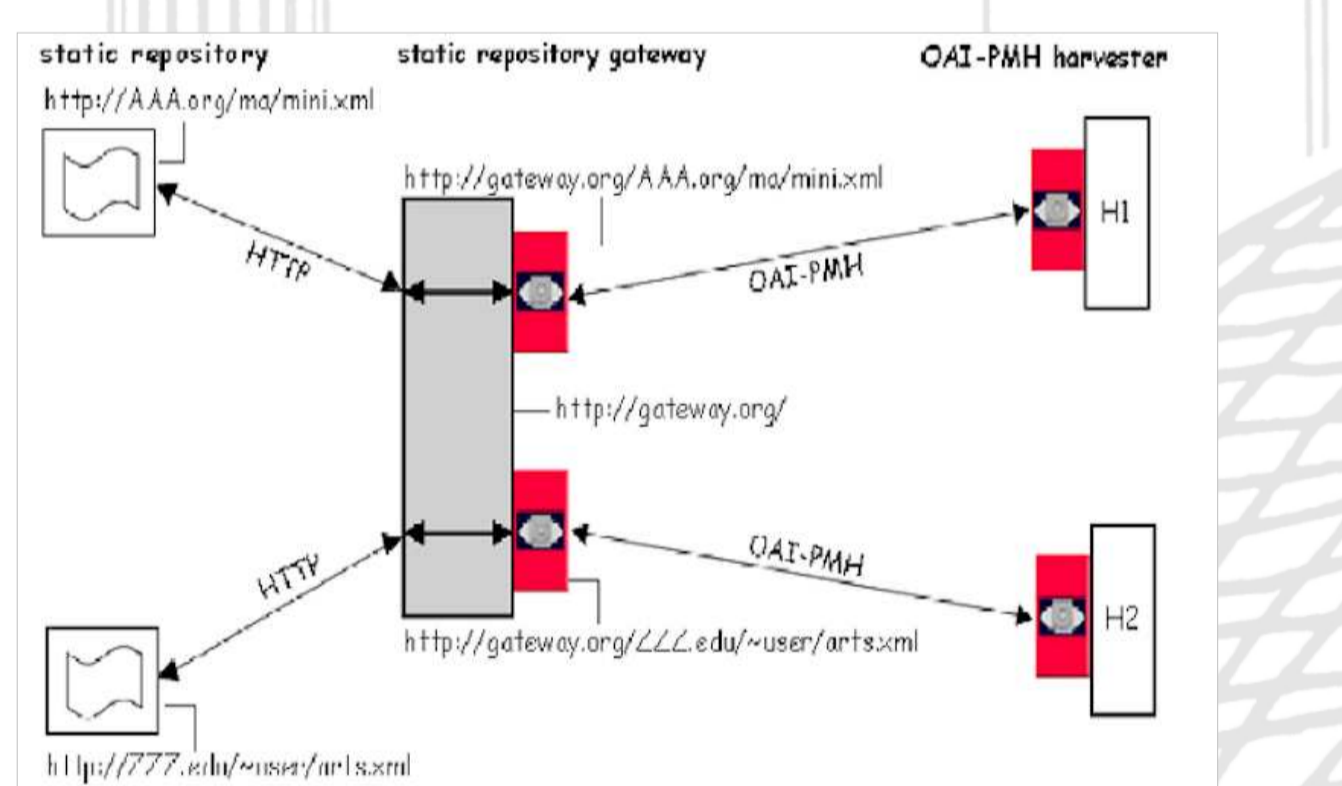 static repository
static repository gateway
OAI-PMH harvester
http://AAA.org/ma/mini.xml
http://gateway.org/AAA.org/ma/mini.xml
H1
HTTP
OAI-PMH
http://gateway.org/
HTTP
OAI-PMH
H2
http://gateway.org/ZZZ.edu/~user/arts.xml
http://ZZZ.edu/~user/arts.xml